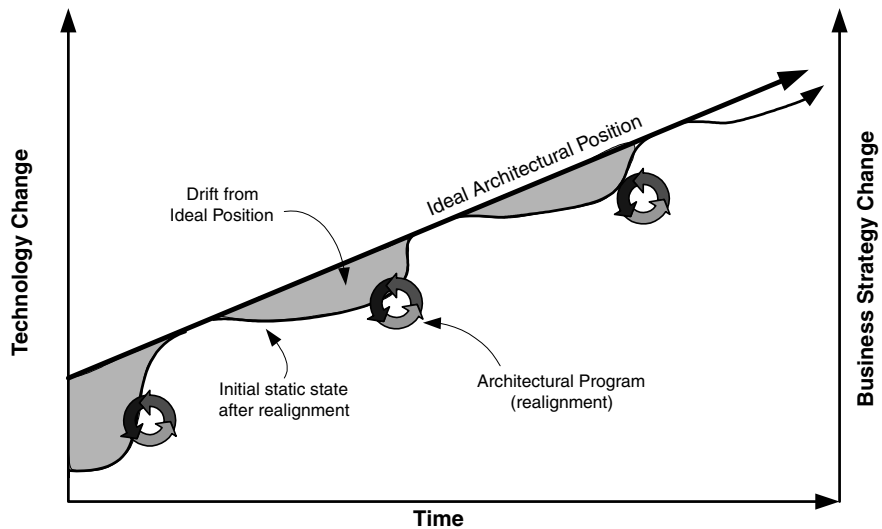 Technology Change
Business Strategy Change
Ideal Architectural Position
Drift from
Ideal Position
Initial static state
after realignment
Architectural Program
(realignment)
Time